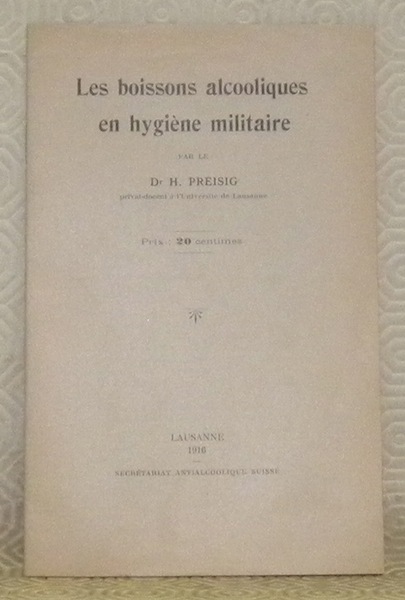 Les boissons alcooliques
en hygiène militaire
PAR LE
Dr H. PREISIG
privat-docent à l'Université de Lausanne
Prix : 20 centimes
LAUSANNE
1916
SECRÉTARIAT ANTIALCOOLIQUE SUISSE